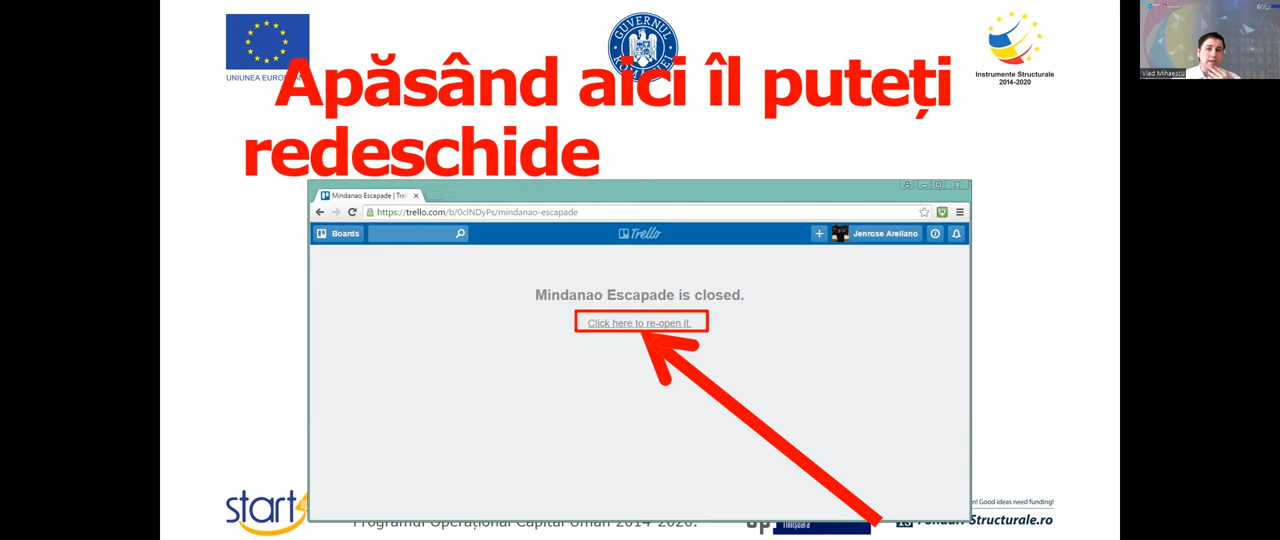 UNIUNEA EUROPEANĂ
GUVERNUL ROMÂNIEI
Instrumente Structurale
2014-2020
Vlad Mihaescu
Apăsând aici îl puteți
redeschide
Mindanao Escapade | Tre
https://trello.com/b/0clNDyPs/mindanao-escapade
Boards
Trello
Jenrose Arellano
Mindanao Escapade is closed.
Click here to re-open it.
start
Programul Operațional Capital Uman 2014-2020.
up
Timișoara
n! Good ideas need funding!
Fonduri-Structurale.ro